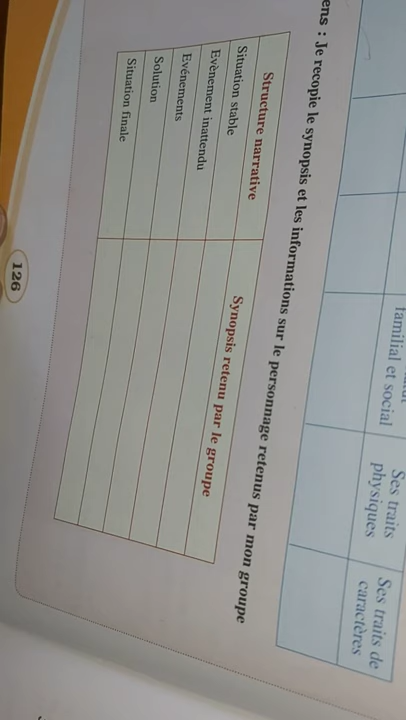 familial et social
Ses traits
physiques
Ses traits de
caractères
: Je recopie le synopsis et les informations sur le personnage retenus par mon groupe
Structure narrative
Synopsis retenu par le groupe
Situation stable
Evènement inattendu
Evénements
Solution
Situation finale
126